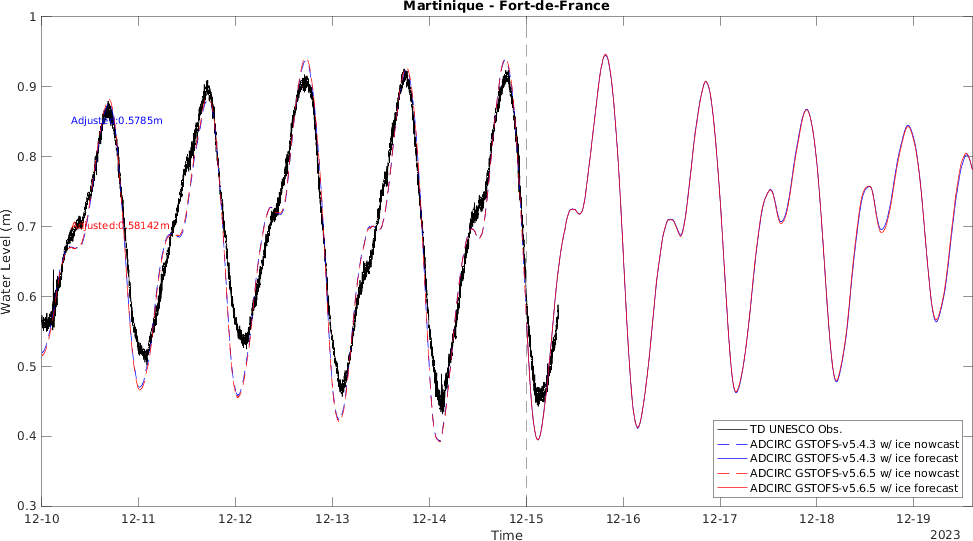 Martinique - Fort-de-France
1
0.9
0.8
0.7
0.6
0.5
0.4
0.3
Water Level (m)
Adjusted:0.5785m
Adjusted:0.58142m
TD UNESCO Obs.
ADCIRC GSTOFS-v5.4.3 w/ ice nowcast
ADCIRC GSTOFS-v5.4.3 w/ ice forecast
ADCIRC GSTOFS-v5.6.5 w/ ice nowcast
ADCIRC GSTOFS-v5.6.5 w/ ice forecast
12-10 12-11 12-12 12-13 12-14 12-15 12-16 12-17 12-18 12-19
Time
2023